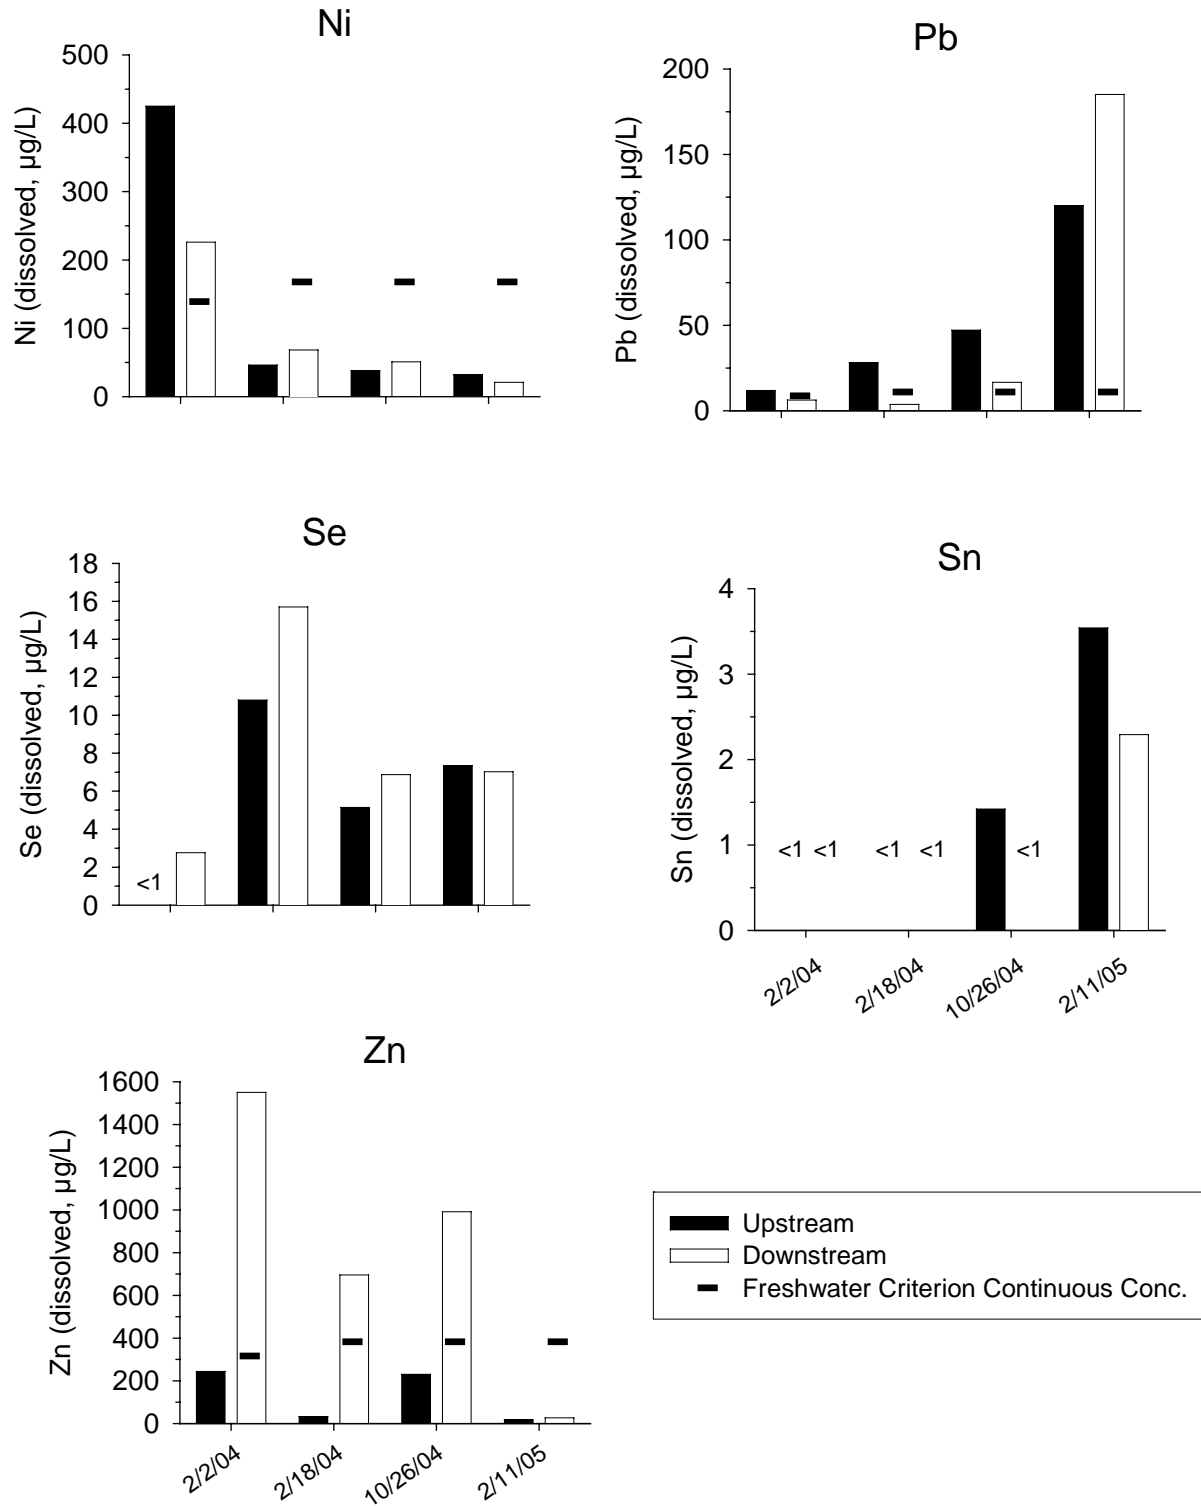 Ni
Ni (dissolved, µg/L)
500
400
300
200
100
0
Pb
Pb (dissolved, µg/L)
200
150
100
50
0
Se
Se (dissolved, µg/L)
18
16
14
12
10
8
6
4
2
0
<1
Sn
Sn (dissolved, µg/L)
4
3
2
1
0
<1 <1 <1 <1 <1
2/2/04 2/18/04 10/26/04 2/11/05
Zn
Zn (dissolved, µg/L)
1600
1400
1200
1000
800
600
400
200
0
2/2/04 2/18/04 10/26/04 2/11/05
Upstream
Downstream
Freshwater Criterion Continuous Conc.